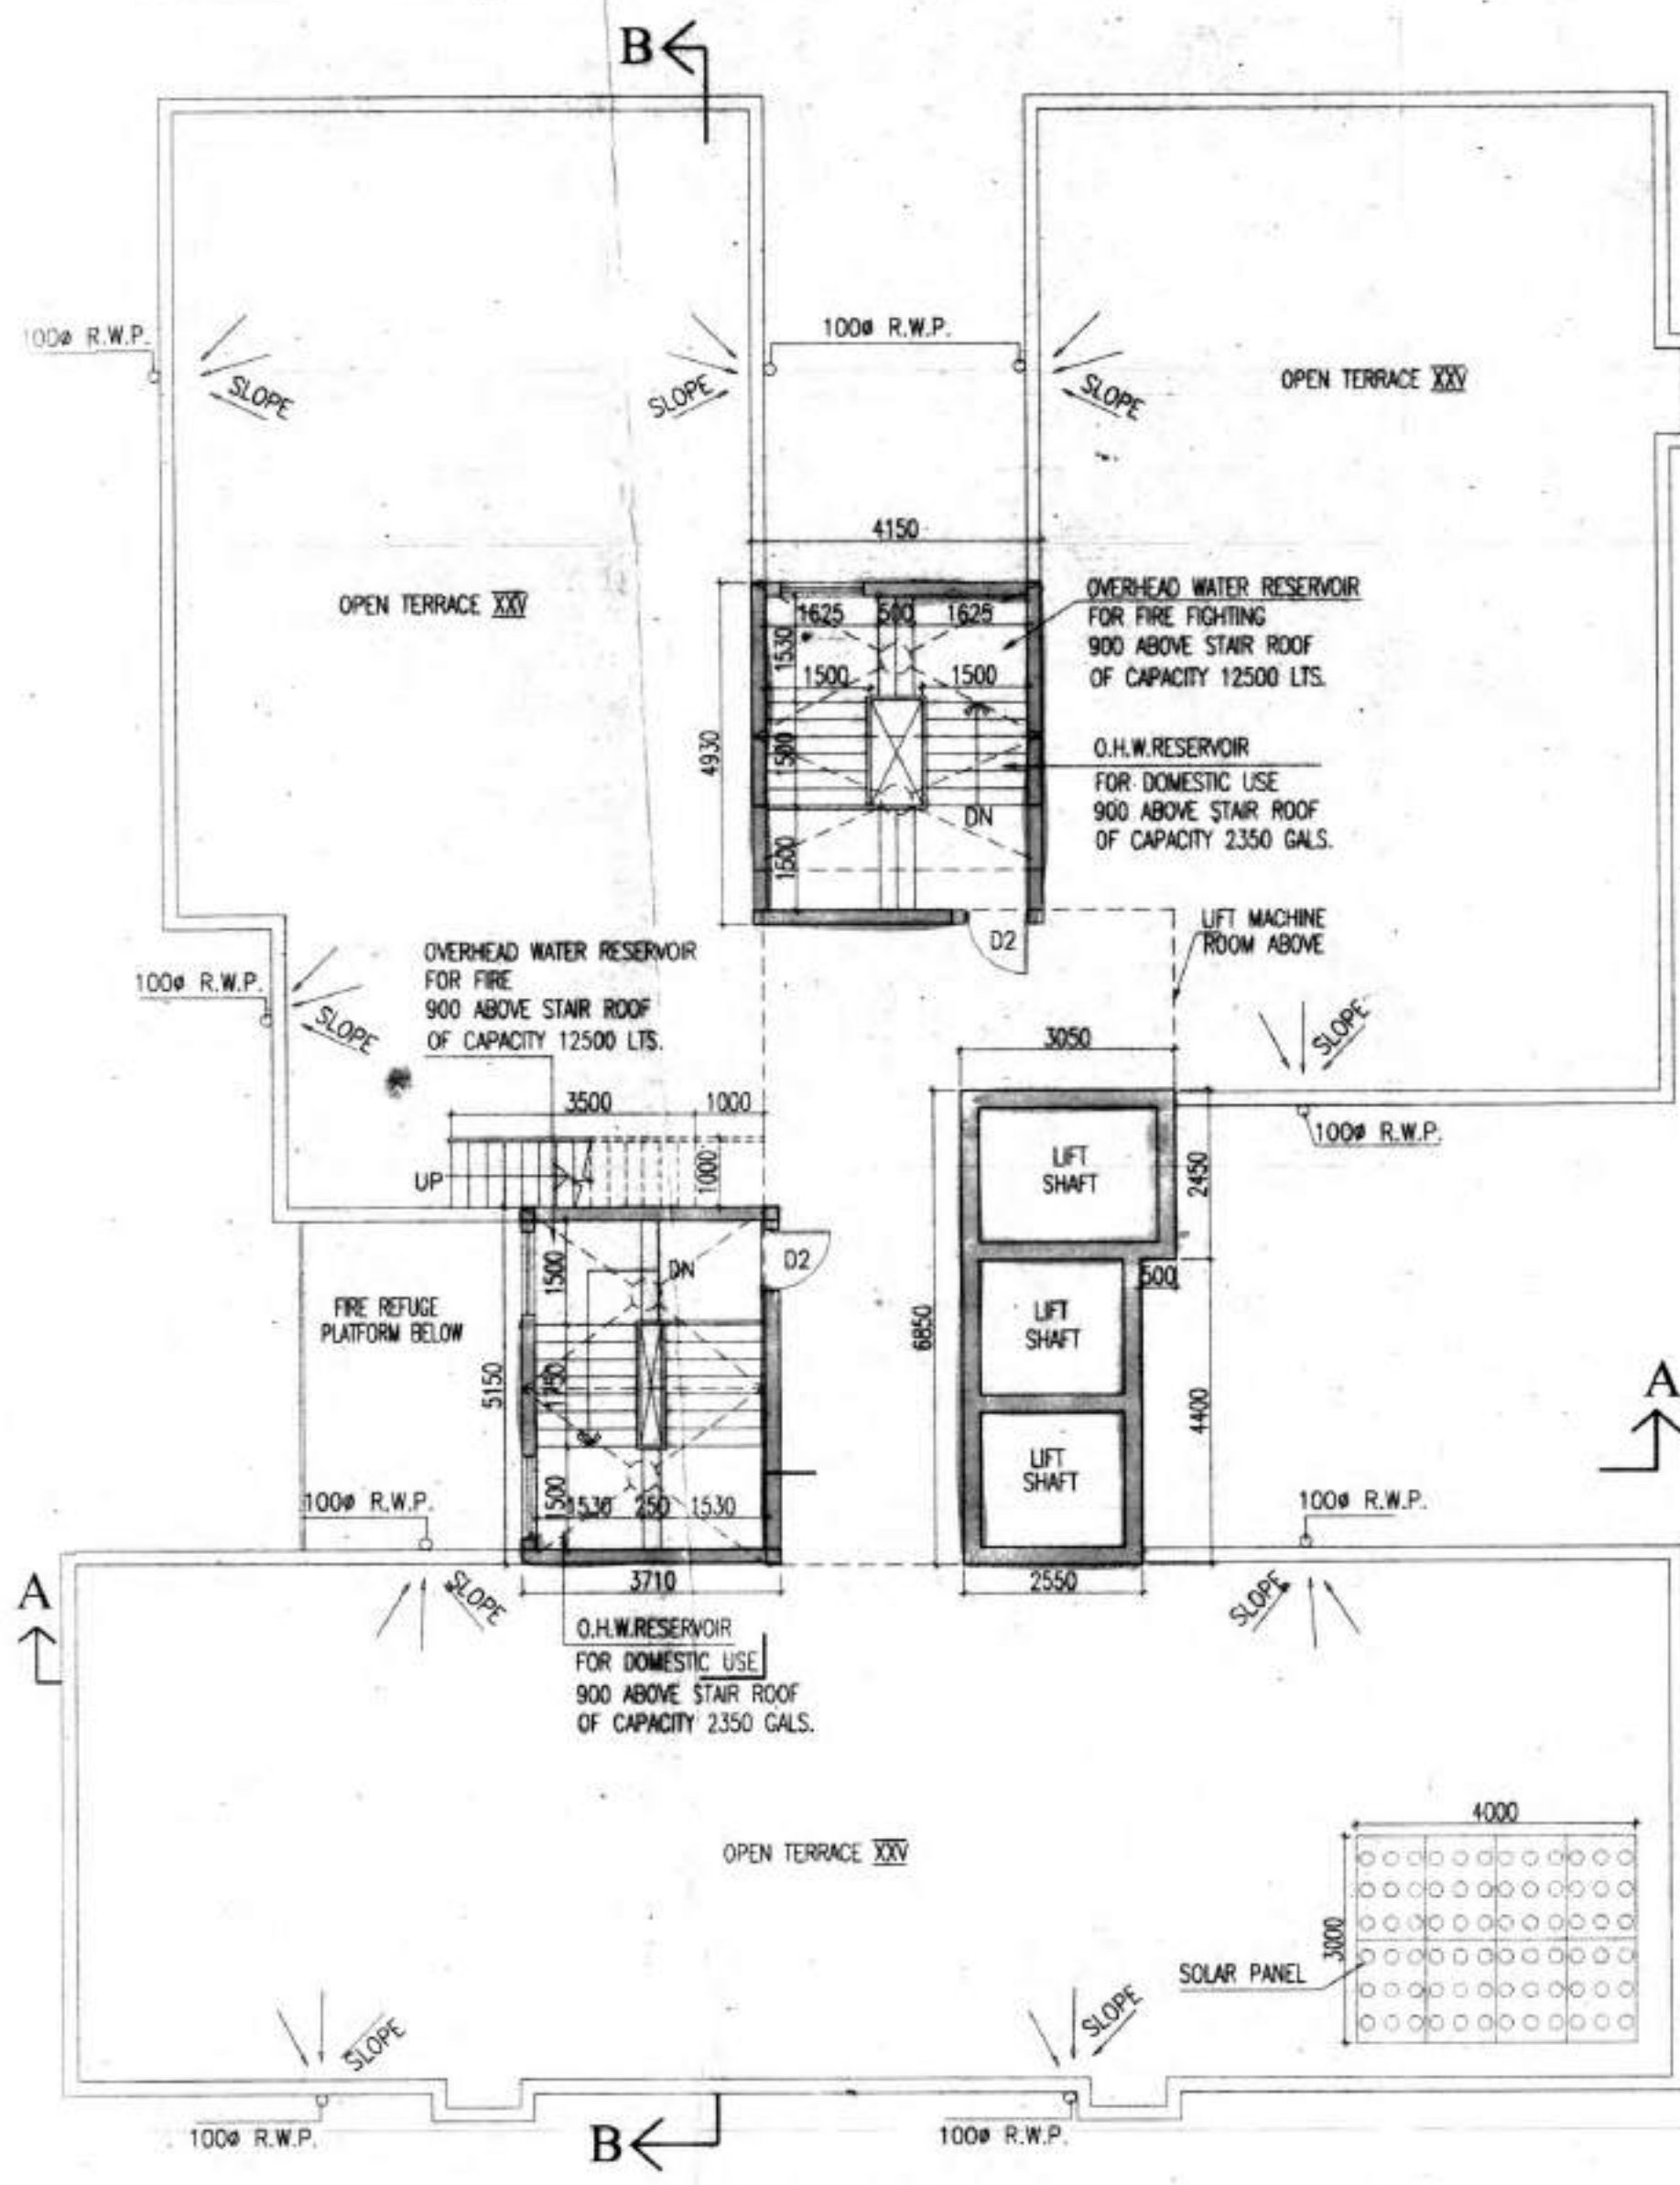 B
100ø R.W.P.
SLOPE
SLOPE
100ø R.W.P.
SLOPE
OPEN TERRACE XXV
4150
OPEN TERRACE XXV
1625 500 1625
1530
1500 1500
4930
1500
DN
1500
OVERHEAD WATER RESERVOIR
FOR FIRE FIGHTING
900 ABOVE STAIR ROOF
OF CAPACITY 12500 LTS.
O.H.W.RESERVOIR
FOR DOMESTIC USE
900 ABOVE STAIR ROOF
OF CAPACITY 2350 GALS.
D2
LIFT MACHINE
ROOM ABOVE
OVERHEAD WATER RESERVOIR
FOR FIRE
900 ABOVE STAIR ROOF
OF CAPACITY 12500 LTS.
100ø R.W.P.
SLOPE
SLOPE
3050
3500 1000
1000
UP
100ø R.W.P.
LIFT
SHAFT
2450
500
LIFT
SHAFT
6850
4400
LIFT
SHAFT
2550
D2
DN
1500
1750
1500
1530 250 1530
5150
3710
FIRE REFUGE
PLATFORM BELOW
100ø R.W.P.
SLOPE
A
100ø R.W.P.
SLOPE
A
O.H.W.RESERVOIR
FOR DOMESTIC USE
900 ABOVE STAIR ROOF
OF CAPACITY 2350 GALS.
OPEN TERRACE XXV
4000
3000
SOLAR PANEL
SLOPE
SLOPE
100ø R.W.P.
B
100ø R.W.P.